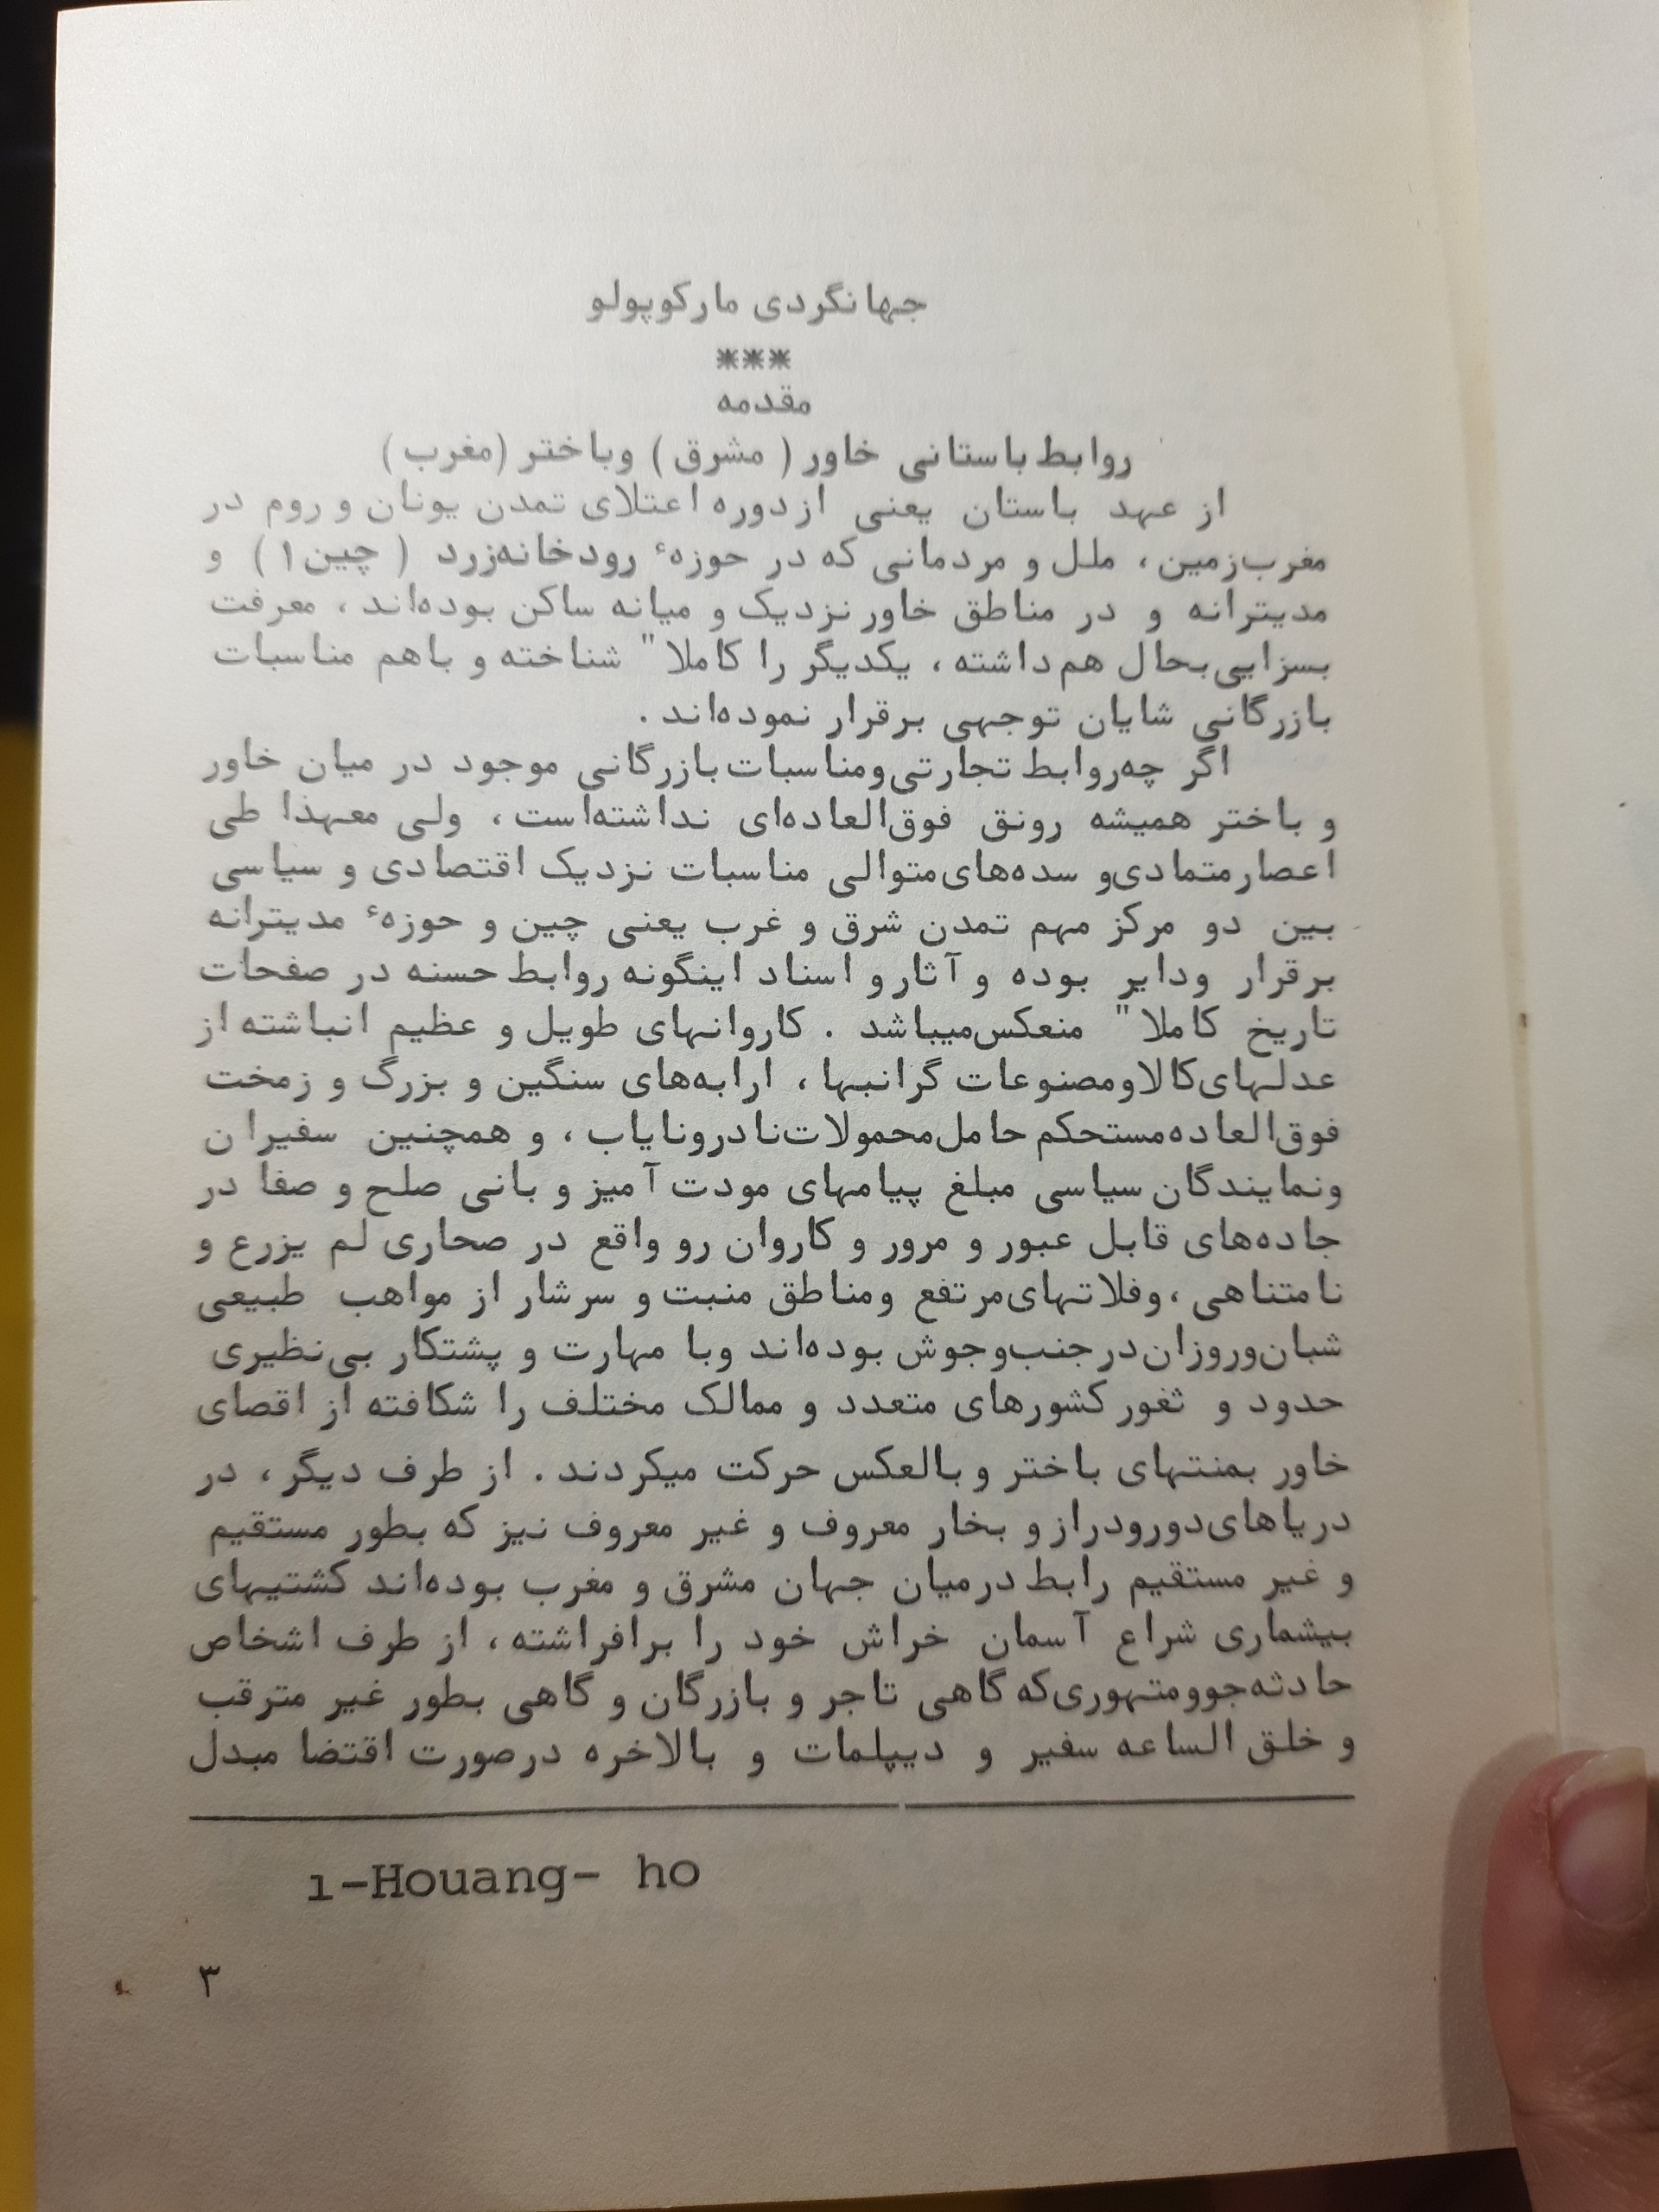 جهانگردی مارکوپولو
***
مقدمه
روابط باستانی خاور ( مشرق ) وباختر (مغرب )
از عهد باستان یعنی ازدوره اعتلای تمدن یونان و روم در
مغرب‌زمین ، ملل و مردمانی که در حوزهٔ رودخانه‌زرد ( چین۱ ) و
مدیترانه و در مناطق خاور نزدیک و میانه ساکن بوده‌اند ، معرفت
بسزایی‌بحال هم‌داشته ، یکدیگر را کاملا" شناخته و باهم مناسبات
بازرگانی شایان توجهی برقرار نموده‌اند .
اگر چه‌روابط تجارتی‌ومناسبات‌بازرگانی موجود در میان خاور
و باختر همیشه رونق فوق‌العاده‌ای نداشته‌است ، ولی معهذا طی
اعصارمتمادی‌و سده‌های‌متوالی مناسبات نزدیک اقتصادی و سیاسی
بین دو مرکز مهم تمدن شرق و غرب یعنی چین و حوزهٔ مدیترانه
برقرار ودایر بوده و آثار و اسناد اینگونه روابط حسنه در صفحات
تاریخ کاملا" منعکس‌میباشد . کاروانهای طویل و عظیم انباشته از
عدلهای‌کالاومصنوعات گرانبها ، ارابه‌های سنگین و بزرگ و زمخت
فوق‌العاده‌مستحکم حامل‌محمولات‌نادرونایاب ، و همچنین سفیران
ونمایندگان سیاسی مبلغ پیامهای مودت آمیز و بانی صلح و صفا در
جاده‌های قابل عبور و مرور و کاروان رو واقع در صحاری لم یزرع و
نامتناهی ، وفلاتهای‌مرتفع ومناطق منبت و سرشار از مواهب طبیعی
شبان‌وروزان‌درجنب‌وجوش بوده‌اند وبا مهارت و پشتکار بی‌نظیری
حدود و ثغور کشورهای متعدد و ممالک مختلف را شکافته از اقصای
خاور بمنتهای باختر و بالعکس حرکت میکردند . از طرف دیگر ، در
دریاهای‌دورودراز و بخار معروف و غیر معروف نیز که بطور مستقیم
و غیر مستقیم رابط درمیان جهان مشرق و مغرب بوده‌اند کشتیهای
بیشماری شراع آسمان خراش خود را برافراشته ، از طرف اشخاص
حادثه‌جوومتهوری‌که گاهی تاجر و بازرگان و گاهی بطور غیر مترقب
و خلق الساعه سفیر و دیپلمات و بالاخره درصورت اقتضا مبدل
1-Houang- ho
۳